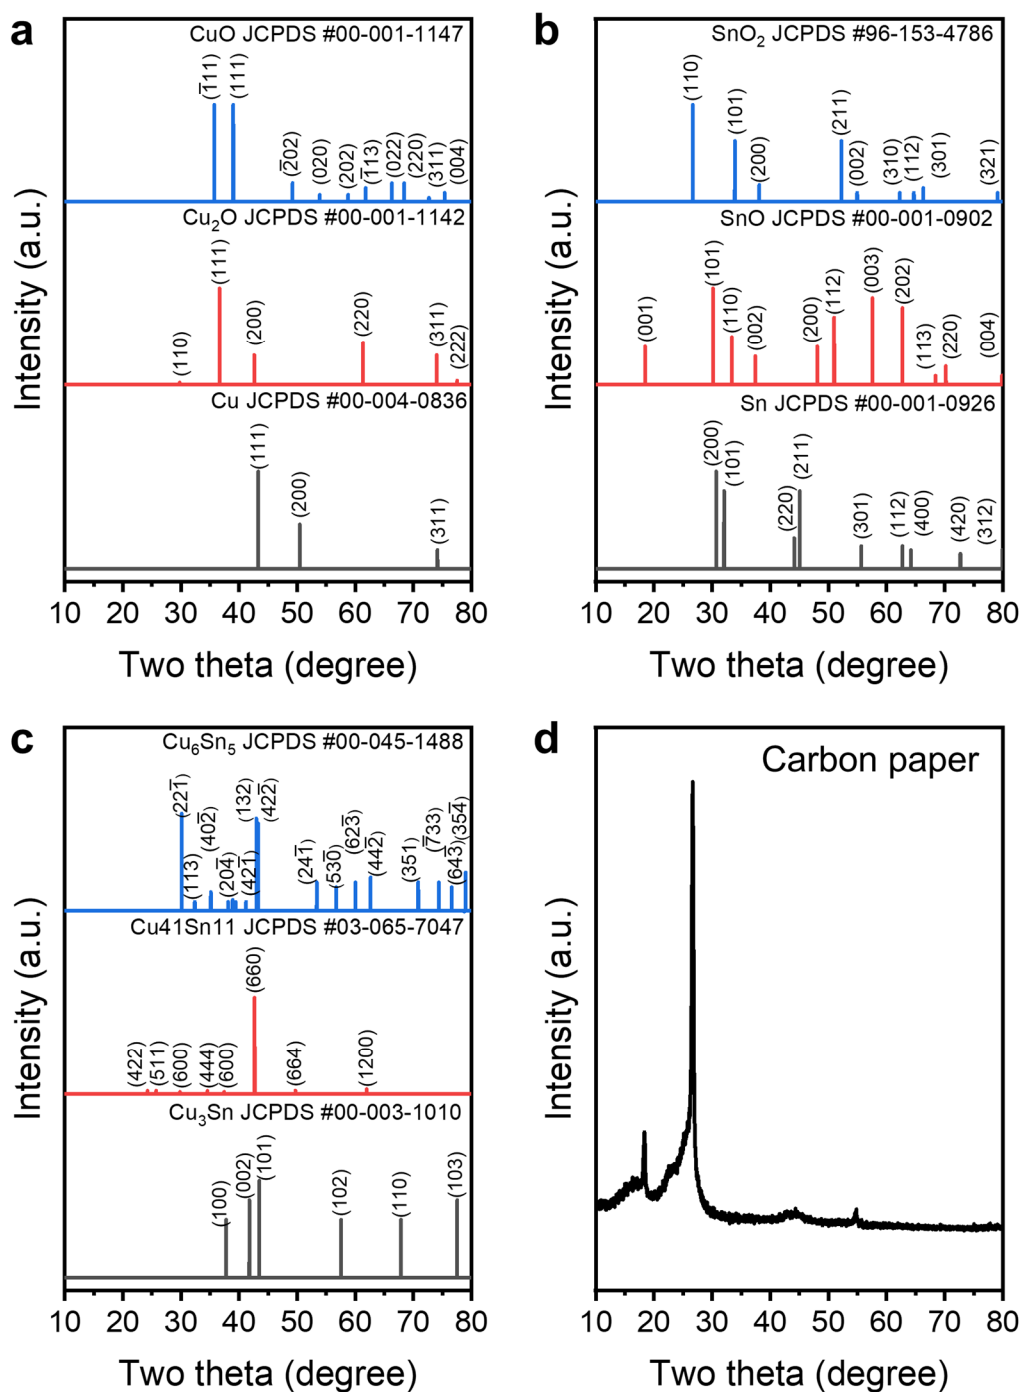 a
CuO JCPDS #00-001-1147
(1̅11)
(111)
(2̅02)
(020)
(202)
(1̅13)
(022)
(220)
(311)
(004)
Cu₂O JCPDS #00-001-1142
(110)
(111)
(200)
(220)
(311)
(222)
Cu JCPDS #00-004-0836
(111)
(200)
(311)
Intensity (a.u.)
10 20 30 40 50 60 70 80
Two theta (degree)
b
SnO₂ JCPDS #96-153-4786
(110)
(101)
(200)
(211)
(002)
(310)
(112)
(301)
(321)
SnO JCPDS #00-001-0902
(001)
(101)
(110)
(002)
(200)
(112)
(003)
(202)
(113)
(220)
(004)
Sn JCPDS #00-001-0926
(200)
(101)
(220)
(211)
(301)
(112)
(400)
(420)
(312)
Intensity (a.u.)
10 20 30 40 50 60 70 80
Two theta (degree)
c
Cu₆Sn₅ JCPDS #00-045-1488
(221̅)
(113)
(402̅)
(204̅)
(421̅)
(132)
(422̅)
(241̅)
(530̅)
(623̅)
(442̅)
(351)
(7̅33)
(643̅)
(354̅)
Cu41Sn11 JCPDS #03-065-7047
(422)
(511)
(600)
(444)
(600)
(660)
(664)
(1200)
Cu₃Sn JCPDS #00-003-1010
(100)
(002)
(101)
(102)
(110)
(103)
Intensity (a.u.)
10 20 30 40 50 60 70 80
Two theta (degree)
d
Carbon paper
Intensity (a.u.)
10 20 30 40 50 60 70 80
Two theta (degree)